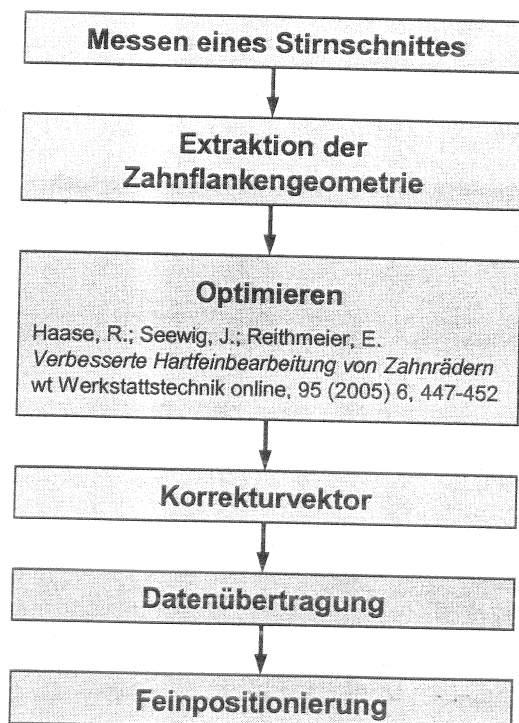 Messen eines Stirnschnittes
Extraktion der
Zahnflankengeometrie
Optimieren
Haase, R.; Seewig, J.; Reithmeier, E.
Verbesserte Hartfeinbearbeitung von Zahnrädern
wt Werkstattstechnik online, 95 (2005) 6, 447-452
Korrekturvektor
Datenübertragung
Feinpositionierung